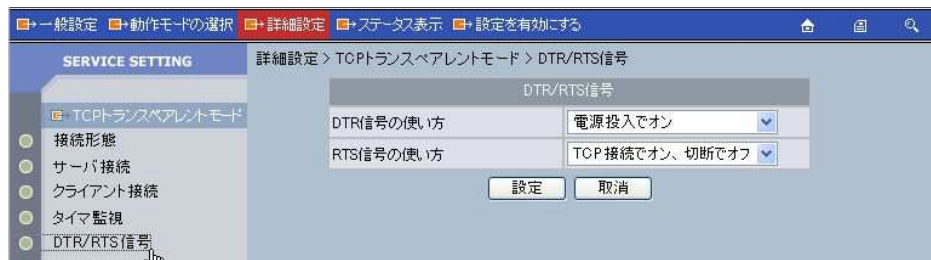 一般設定 動作モードの選択 詳細設定 ステータス表示 設定を有効にする
SERVICE SETTING
詳細設定 > TCPトランスペアレントモード > DTR/RTS信号
DTR/RTS信号
TCPトランスペアレントモード
DTR信号の使い方 電源投入でオン
接続形態
RTS信号の使い方 TCP接続でオン、切断でオフ
サーバ接続
設定 取消
クライアント接続
タイマ監視
DTR/RTS信号